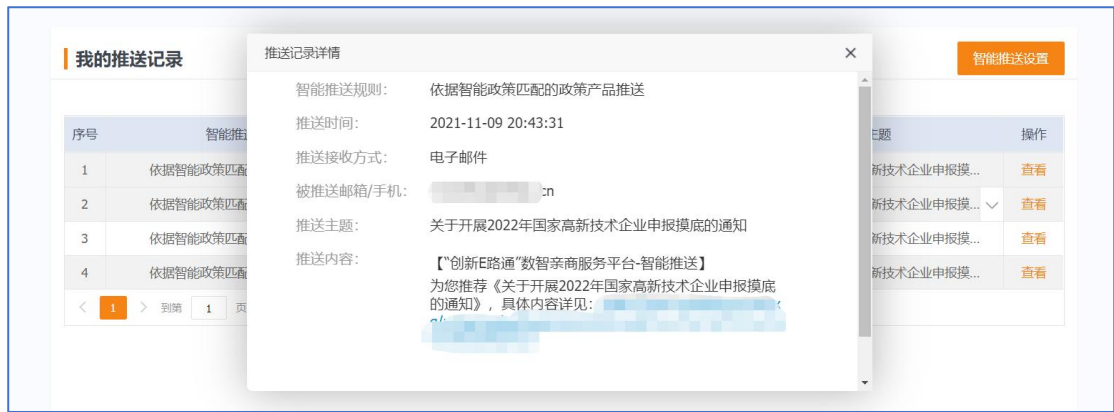 我的推送记录
推送记录详情
智能推送设置
智能推送规则：
依据智能政策匹配的政策产品推送
推送时间：
2021-11-09 20:43:31
推送接收方式：
电子邮件
被推送邮箱/手机：
cn
推送主题：
关于开展2022年国家高新技术企业申报摸底的通知
推送内容：
【“创新E路通”数智亲商服务平台-智能推送】
为您推荐《关于开展2022年国家高新技术企业申报摸底
的通知》，具体内容详见：
序号
智能推
主题
操作
1
依据智能政策匹配
新技术企业申报摸...
查看
2
依据智能政策匹配
新技术企业申报摸...
查看
3
依据智能政策匹配
新技术企业申报摸...
查看
4
依据智能政策匹配
新技术企业申报摸...
查看
1
到第
1
页